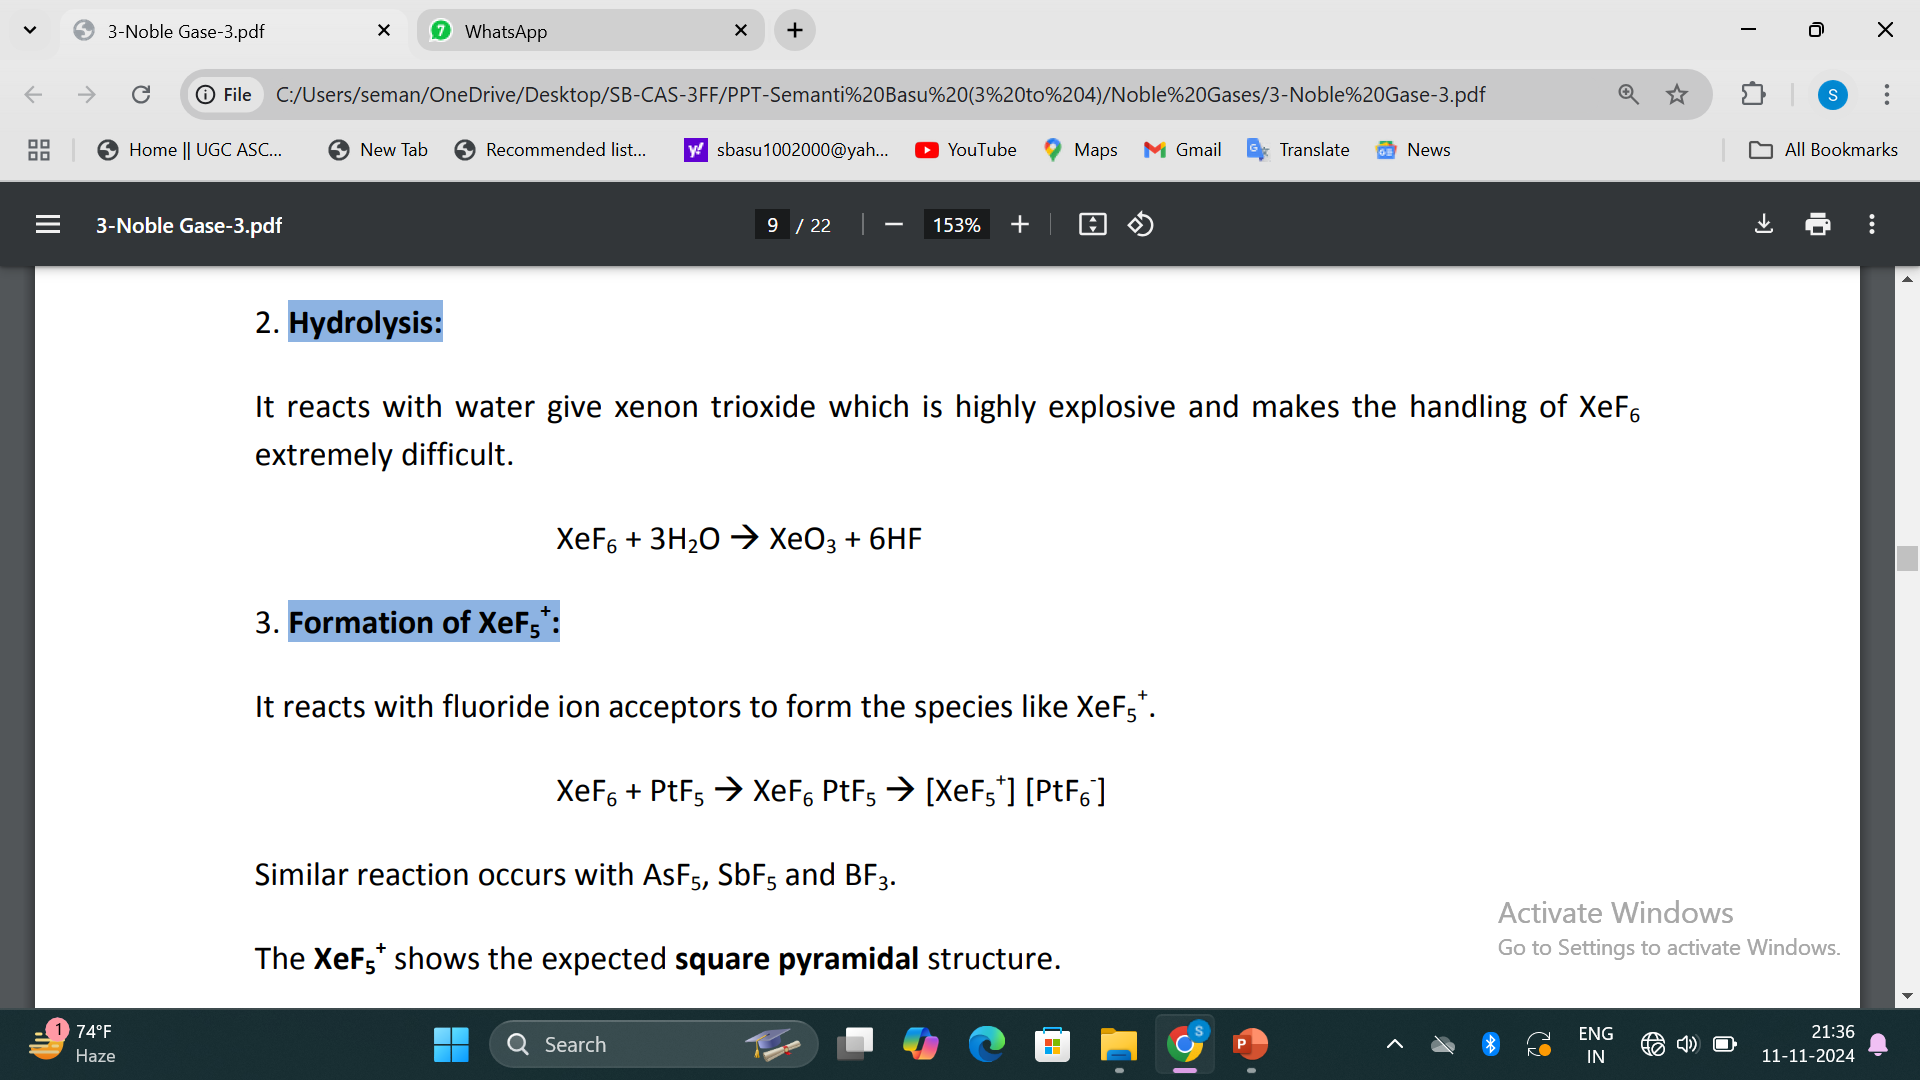 3-Noble Gase-3.pdf
WhatsApp
File C:/Users/seman/OneDrive/Desktop/SB-CAS-3FF/PPT-Semanti%20Basu%20(3%20to%204)/Noble%20Gases/3-Noble%20Gase-3.pdf
S
Home || UGC ASC... New Tab Recommended list... sbasu1002000@yah... YouTube Maps Gmail Translate News All Bookmarks
3-Noble Gase-3.pdf 9 / 22 153%
2. Hydrolysis:
It reacts with water give xenon trioxide which is highly explosive and makes the handling of XeF₆
extremely difficult.
XeF₆ + 3H₂O → XeO₃ + 6HF
3. Formation of XeF₅⁺:
It reacts with fluoride ion acceptors to form the species like XeF₅⁺.
XeF₆ + PtF₅ → XeF₆ PtF₅ → [XeF₅⁺] [PtF₆⁻]
Similar reaction occurs with AsF₅, SbF₅ and BF₃.
The XeF₅⁺ shows the expected square pyramidal structure.
Activate Windows
Go to Settings to activate Windows.
1 74°F
Haze
Search
ENG
IN
21:36
11-11-2024